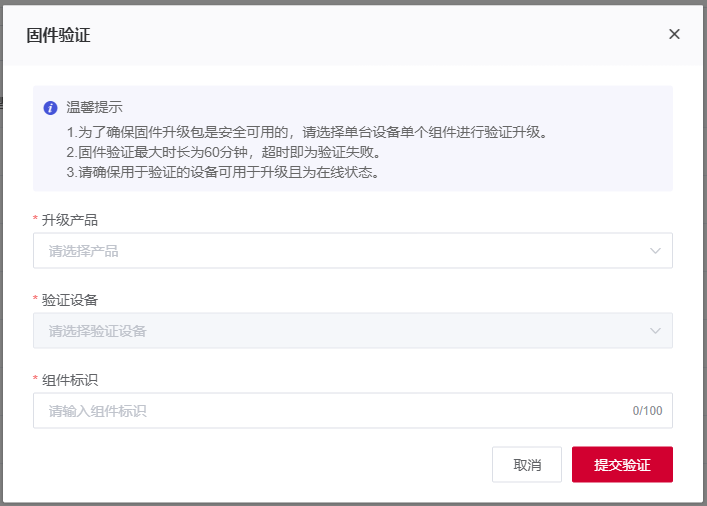 固件验证
温馨提示
1.为了确保固件升级包是安全可用的，请选择单台设备单个组件进行验证升级。
2.固件验证最大时长为60分钟，超时即为验证失败。
3.请确保用于验证的设备可用于升级且为在线状态。
* 升级产品
请选择产品
* 验证设备
请选择验证设备
* 组件标识
请输入组件标识 0/100
取消 提交验证